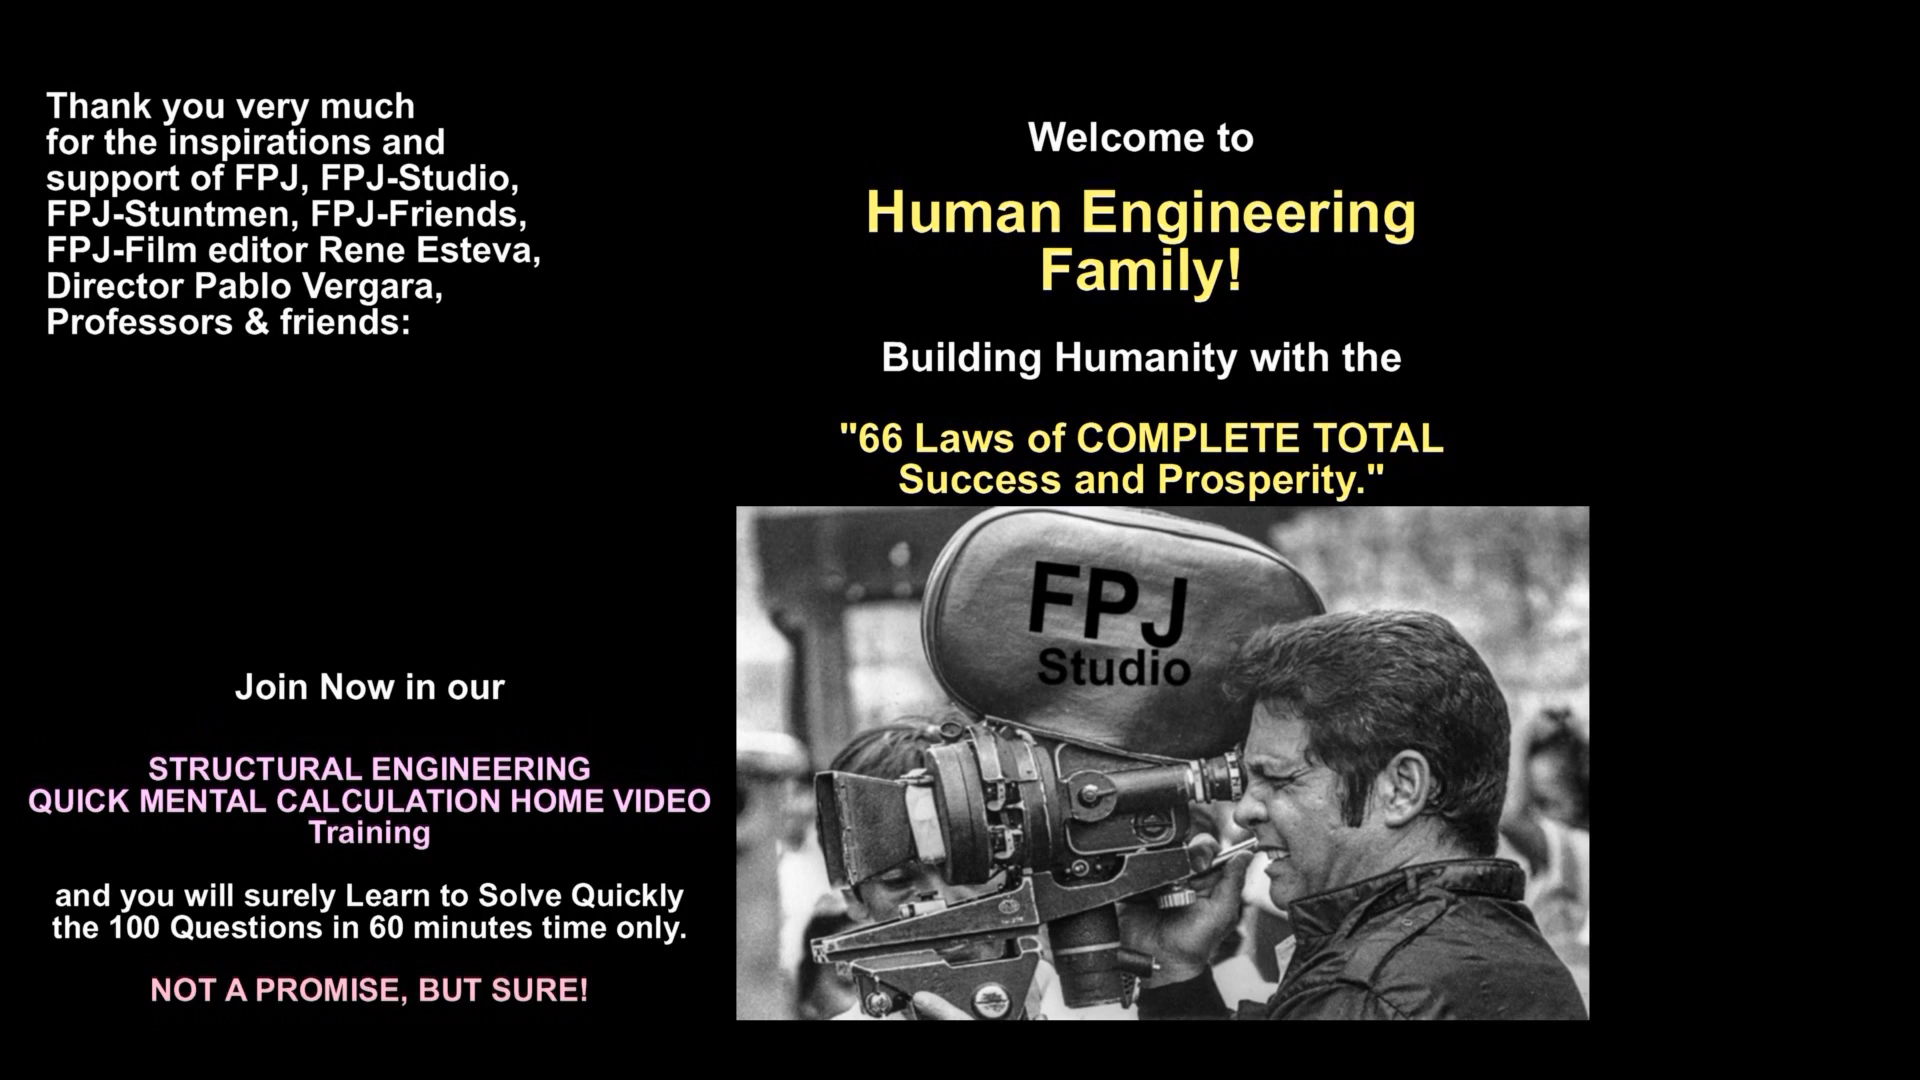 Thank you very much
for the inspirations and
support of FPJ, FPJ-Studio,
FPJ-Stuntmen, FPJ-Friends,
FPJ-Film editor Rene Esteva,
Director Pablo Vergara,
Professors & friends:
Join Now in our
STRUCTURAL ENGINEERING
QUICK MENTAL CALCULATION HOME VIDEO
Training
and you will surely Learn to Solve Quickly
the 100 Questions in 60 minutes time only.
NOT A PROMISE, BUT SURE!
Welcome to
Human Engineering
Family!
Building Humanity with the
"66 Laws of COMPLETE TOTAL
Success and Prosperity."
FPJ
Studio